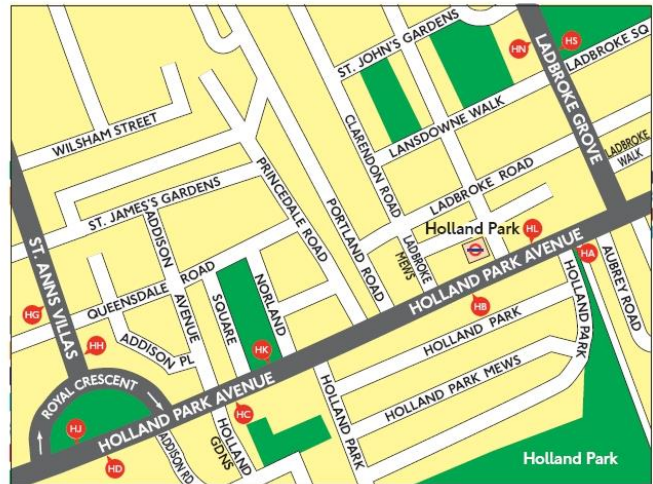 ST. JOHN'S GARDENS
HN
HS
LADBROKE SQ
LADBROKE GROVE
WILSHAM STREET
CLARENDON ROAD
LANSDOWNE WALK
LADBROKE
WALK
PRINCEDALE ROAD
LADBROKE ROAD
ST. JAMES'S GARDENS
PORTLAND ROAD
ADDISON
AVENUE
Holland Park
HL
LADBROKE
MEWS
ST. ANNS VILLAS
QUEENSDALE ROAD
SQUARE
NORLAND
HOLLAND PARK AVENUE
HA
AUBREY ROAD
HOLLAND PARK
HG
HB
HH
ADDISON PL
HK
HOLLAND PARK
ROYAL CRESCENT
HOLLAND PARK AVENUE
HOLLAND PARK MEWS
HC
HJ
HOLLAND PARK
HD
ADDISON RD
HOLLAND
GDNS
Holland Park